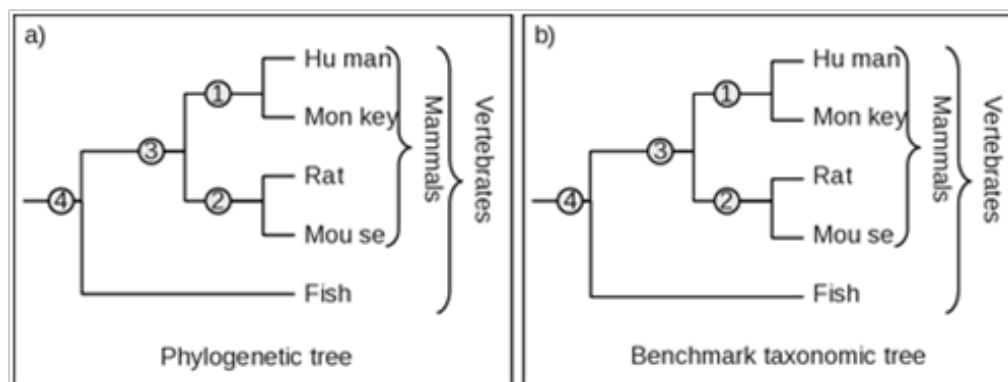 a)
Hu man
1
Mon key
3
Rat
4
2
Mou se
Fish
Mammals
Vertebrates
Phylogenetic tree
b)
Hu man
1
Mon key
3
Rat
4
2
Mou se
Fish
Mammals
Vertebrates
Benchmark taxonomic tree